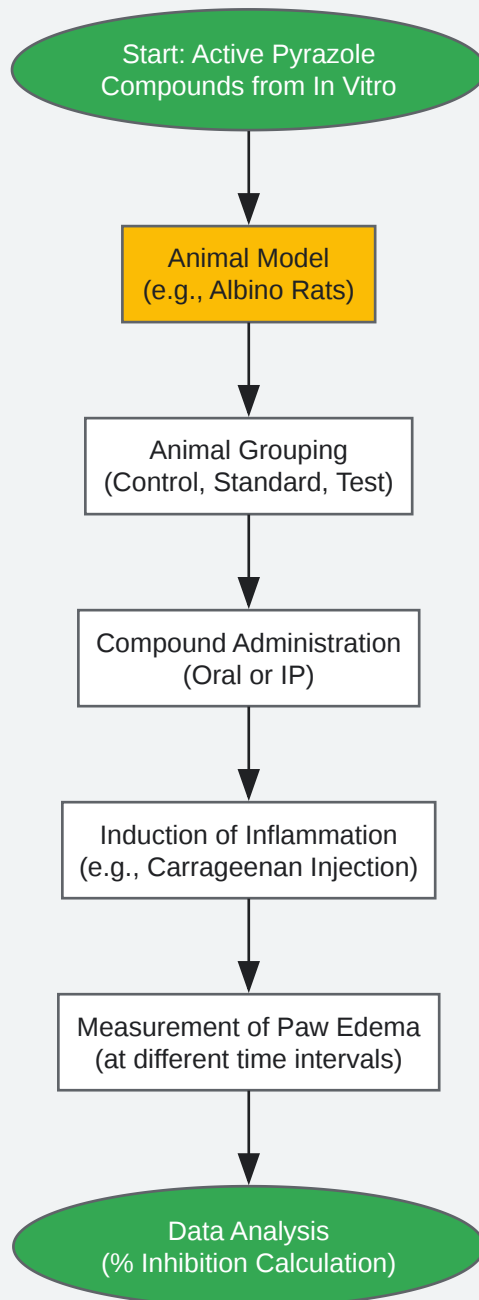 Start: Active Pyrazole
Compounds from In Vitro
Animal Model
(e.g., Albino Rats)
Animal Grouping
(Control, Standard, Test)
Compound Administration
(Oral or IP)
Induction of Inflammation
(e.g., Carrageenan Injection)
Measurement of Paw Edema
(at different time intervals)
Data Analysis
(% Inhibition Calculation)